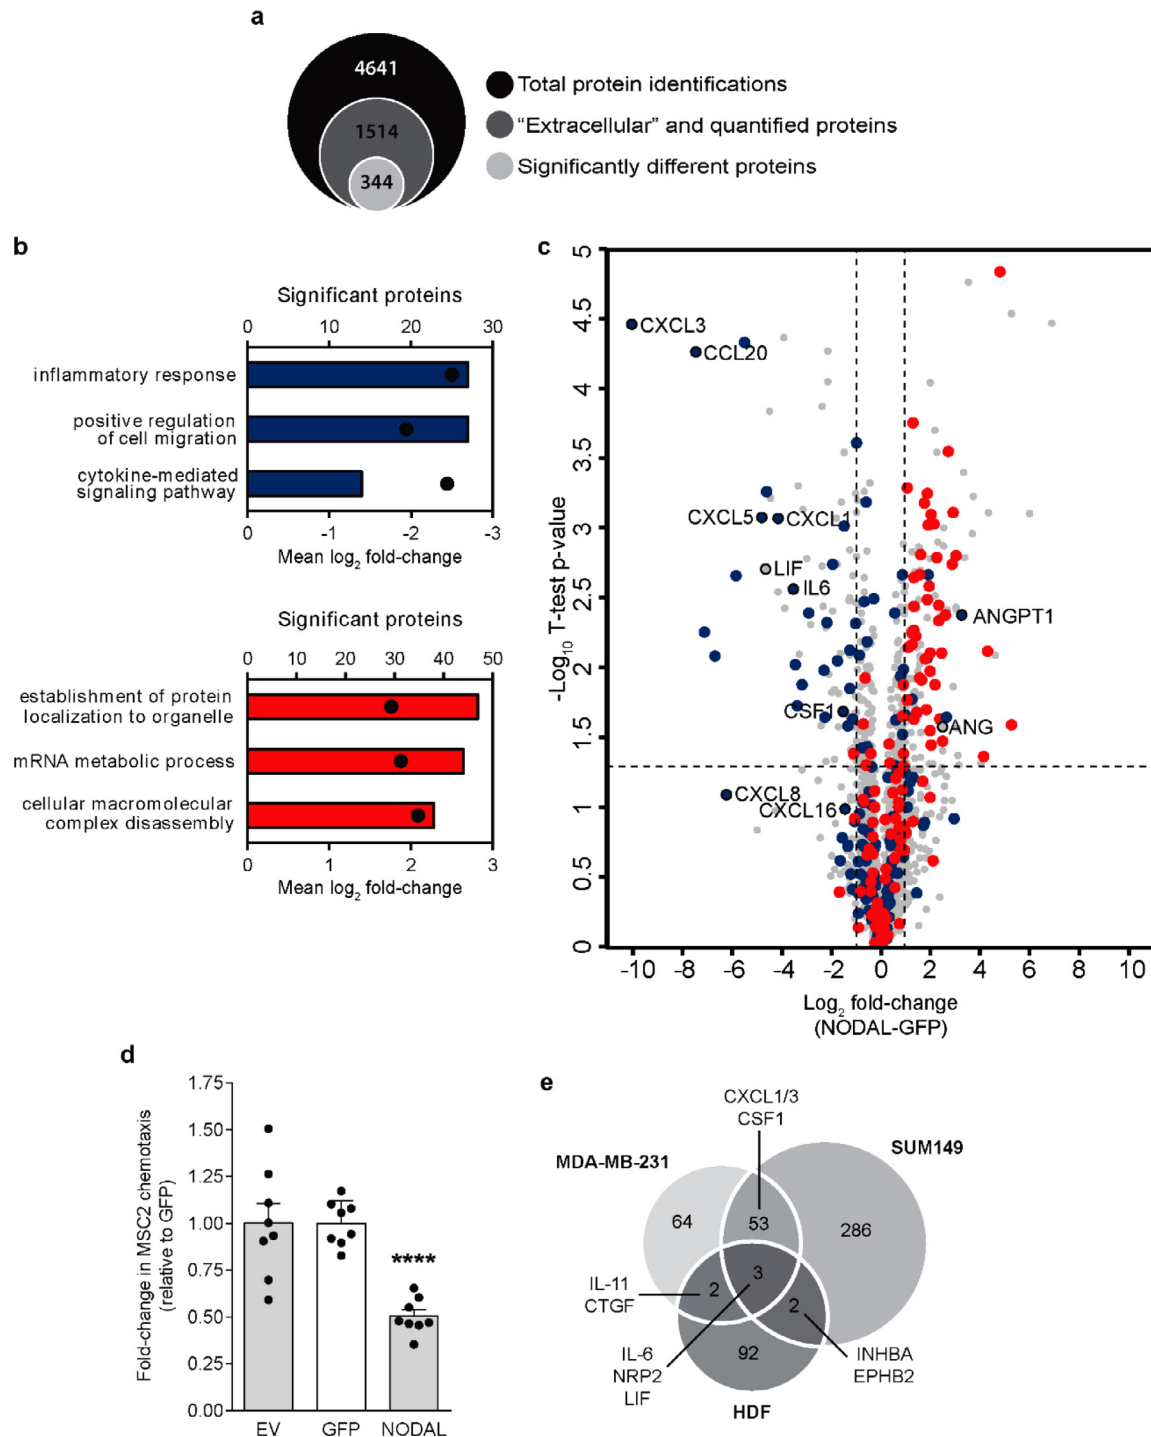 a
4641
1514
344
Total protein identifications
"Extracellular" and quantified proteins
Significantly different proteins
b
Significant proteins
0 10 20 30
inflammatory response
positive regulation
of cell migration
cytokine-mediated
signaling pathway
0 -1 -2 -3
Mean log2 fold-change
Significant proteins
0 10 20 30 40 50
establishment of protein
localization to organelle
mRNA metabolic process
cellular macromolecular
complex disassembly
0 1 2 3
Mean log2 fold-change
c
-Log10 T-test p-value
5
4.5
4
3.5
3
2.5
2
1.5
1
0.5
0
CXCL3
CCL20
CXCL5
CXCL1
LIF
IL6
ANGPT1
CSF1
ANG
CXCL8
CXCL16
-10 -8 -6 -4 -2 0 2 4 6 8 10
Log2 fold-change
(NODAL-GFP)
d
Fold-change in MSC2 chemotaxis
(relative to GFP)
1.75
1.50
1.25
1.00
0.75
0.50
0.25
0.00
****
EV GFP NODAL
e
CXCL1/3
CSF1
MDA-MB-231
SUM149
64
53
286
3
2
2
92
IL-11
CTGF
IL-6
NRP2
LIF
INHBA
EPHB2
HDF